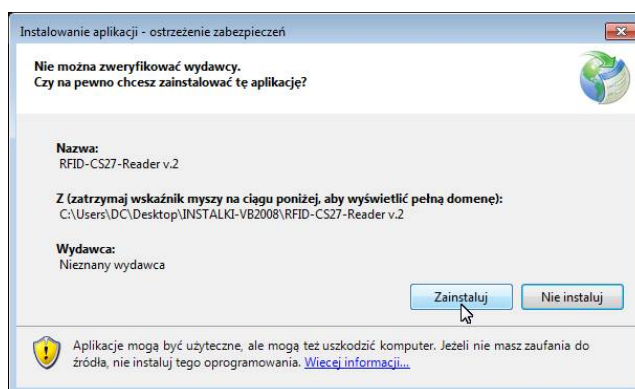 Instalowanie aplikacji - ostrzeżenie zabezpieczeń
Nie można zweryfikować wydawcy.
Czy na pewno chcesz zainstalować tę aplikację?
Nazwa:
RFID-CS27-Reader v.2
Z (zatrzymaj wskaźnik myszy na ciągu poniżej, aby wyświetlić pełną domenę):
C:\Users\DC\Desktop\INSTALKI-VB2008\RFID-CS27-Reader v.2
Wydawca:
Nieznany wydawca
Zainstaluj
Nie instaluj
Aplikacje mogą być użyteczne, ale mogą też uszkodzić komputer. Jeżeli nie masz zaufania do
źródła, nie instaluj tego oprogramowania. Więcej informacji...